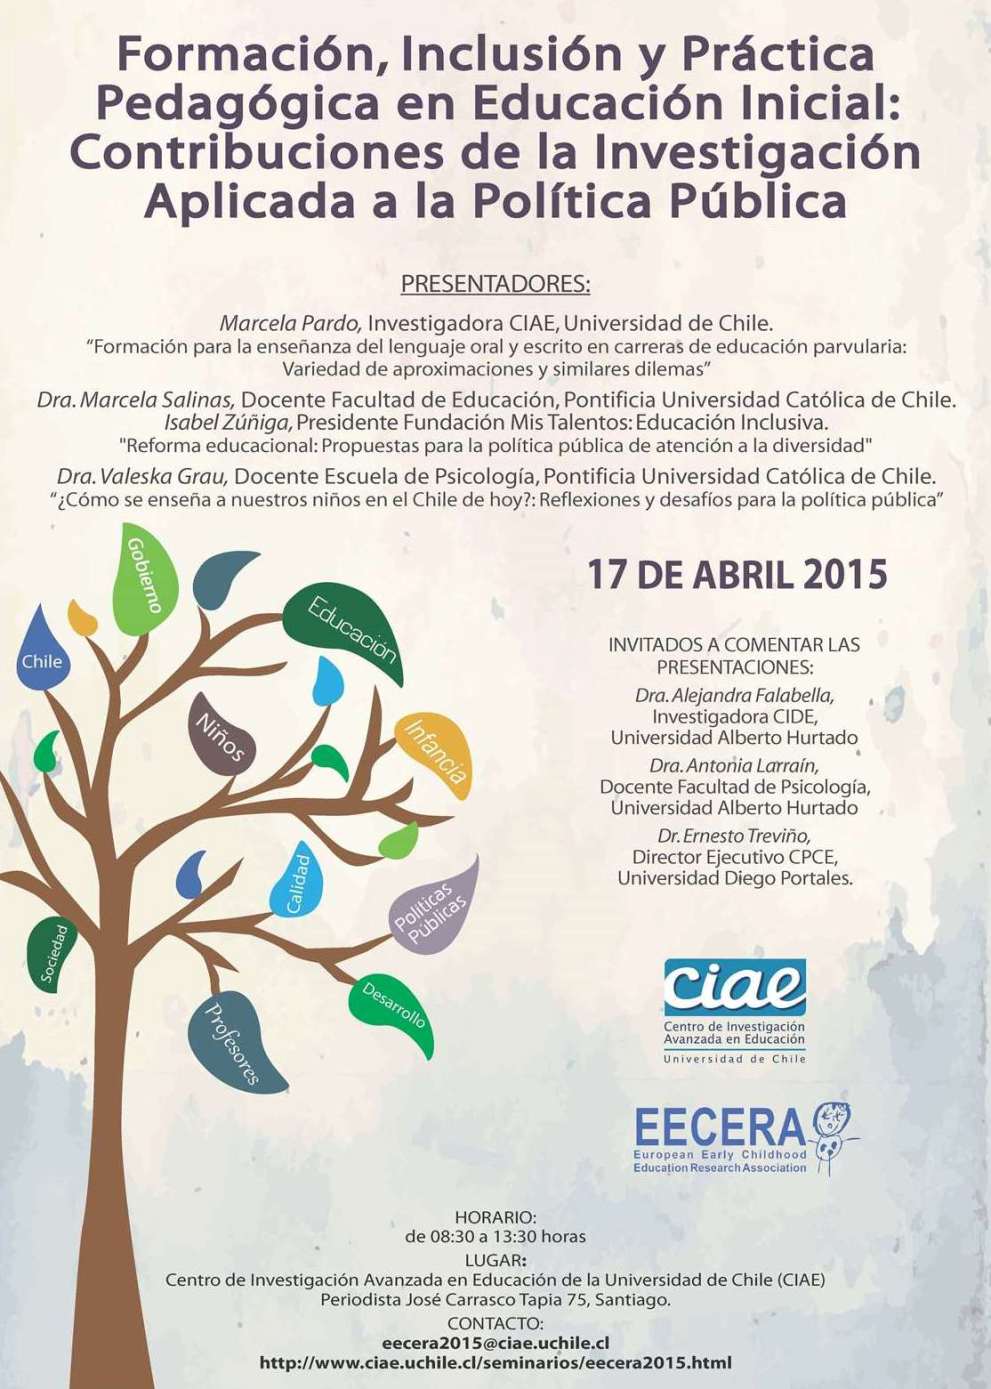 Formación, Inclusión y Práctica
Pedagógica en Educación Inicial:
Contribuciones de la Investigación
Aplicada a la Política Pública
PRESENTADORES:
Marcela Pardo, Investigadora CIAE, Universidad de Chile.
“Formación para la enseñanza del lenguaje oral y escrito en carreras de educación parvularia:
Variedad de aproximaciones y similares dilemas”
Dra. Marcela Salinas, Docente Facultad de Educación, Pontificia Universidad Católica de Chile.
Isabel Zúñiga, Presidente Fundación Mis Talentos: Educación Inclusiva.
"Reforma educacional: Propuestas para la política pública de atención a la diversidad"
Dra. Valeska Grau, Docente Escuela de Psicología, Pontificia Universidad Católica de Chile.
“¿Cómo se enseña a nuestros niños en el Chile de hoy?: Reflexiones y desafíos para la política pública”
Gobierno
Educación
Chile
Niños
Infancia
Calidad
Políticas
Públicas
Sociedad
Desarrollo
Profesores
17 DE ABRIL 2015
INVITADOS A COMENTAR LAS
PRESENTACIONES:
Dra. Alejandra Falabella,
Investigadora CIDE,
Universidad Alberto Hurtado
Dra. Antonia Larraín,
Docente Facultad de Psicología,
Universidad Alberto Hurtado
Dr. Ernesto Treviño,
Director Ejecutivo CPCE,
Universidad Diego Portales.
ciae
Centro de Investigación
Avanzada en Educación
Universidad de Chile
EECERA
European Early Childhood
Education Research Association
HORARIO:
de 08:30 a 13:30 horas
LUGAR:
Centro de Investigación Avanzada en Educación de la Universidad de Chile (CIAE)
Periodista José Carrasco Tapia 75, Santiago.
CONTACTO:
eecera2015@ciae.uchile.cl
http://www.ciae.uchile.cl/seminarios/eecera2015.html